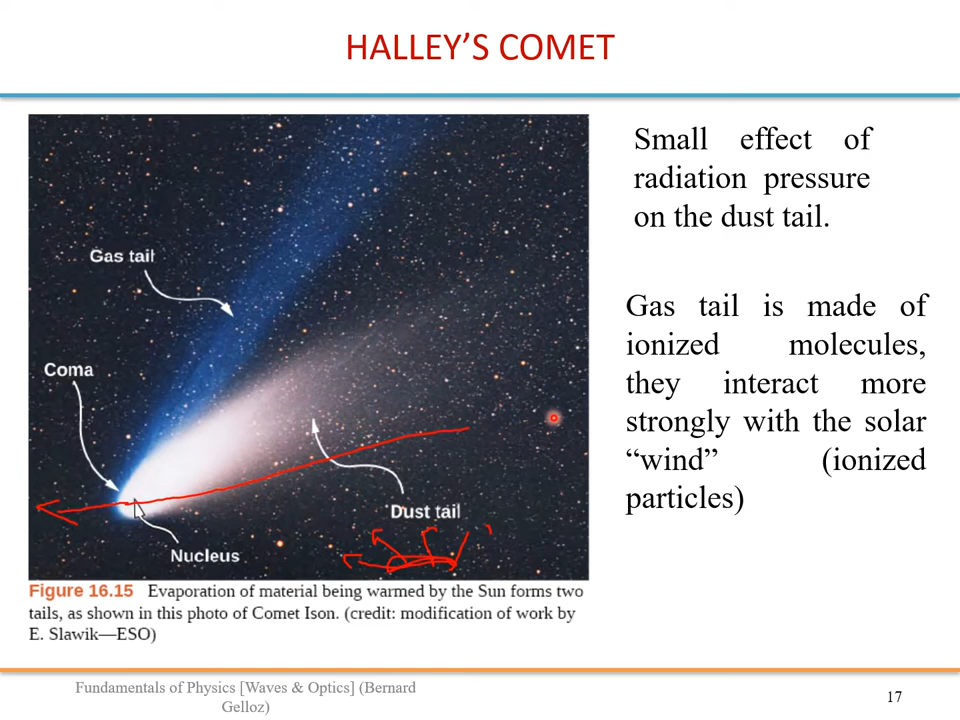 HALLEY’S COMET
Small effect of
radiation pressure
on the dust tail.
Gas tail
Gas tail is made of
ionized molecules,
they interact more
strongly with the solar
“wind” (ionized
particles)
Coma
Dust tail
Nucleus
Figure 16.15 Evaporation of material being warmed by the Sun forms two
tails, as shown in this photo of Comet Ison. (credit: modification of work by
E. Slawik—ESO)
Fundamentals of Physics [Waves & Optics] (Bernard
Gelloz)
17